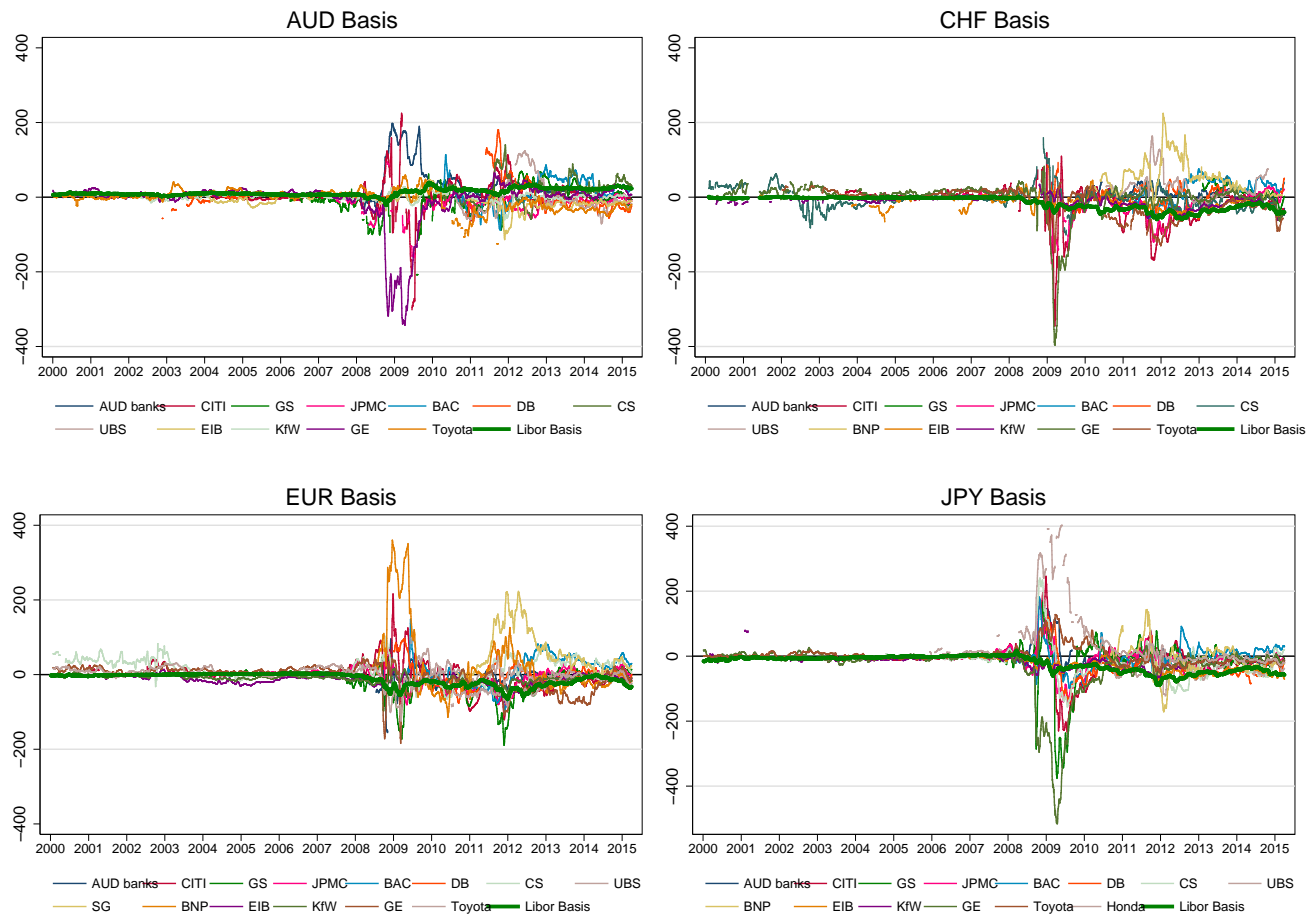 AUD Basis
400
200
0
−200
−400
2000 2001 2002 2003 2004 2005 2006 2007 2008 2009 2010 2011 2012 2013 2014 2015
AUD banks CITI GS JPMC BAC DB CS
UBS EIB KfW GE Toyota Libor Basis
CHF Basis
400
200
0
−200
−400
2000 2001 2002 2003 2004 2005 2006 2007 2008 2009 2010 2011 2012 2013 2014 2015
AUD banks CITI GS JPMC BAC DB CS
UBS BNP EIB KfW GE Toyota Libor Basis
EUR Basis
400
200
0
−200
−400
2000 2001 2002 2003 2004 2005 2006 2007 2008 2009 2010 2011 2012 2013 2014 2015
AUD banks CITI GS JPMC BAC DB CS UBS
SG BNP EIB KfW GE Toyota Libor Basis
JPY Basis
400
200
0
−200
−400
2000 2001 2002 2003 2004 2005 2006 2007 2008 2009 2010 2011 2012 2013 2014 2015
AUD banks CITI GS JPMC BAC DB CS UBS
BNP EIB KfW GE Toyota Honda Libor Basis